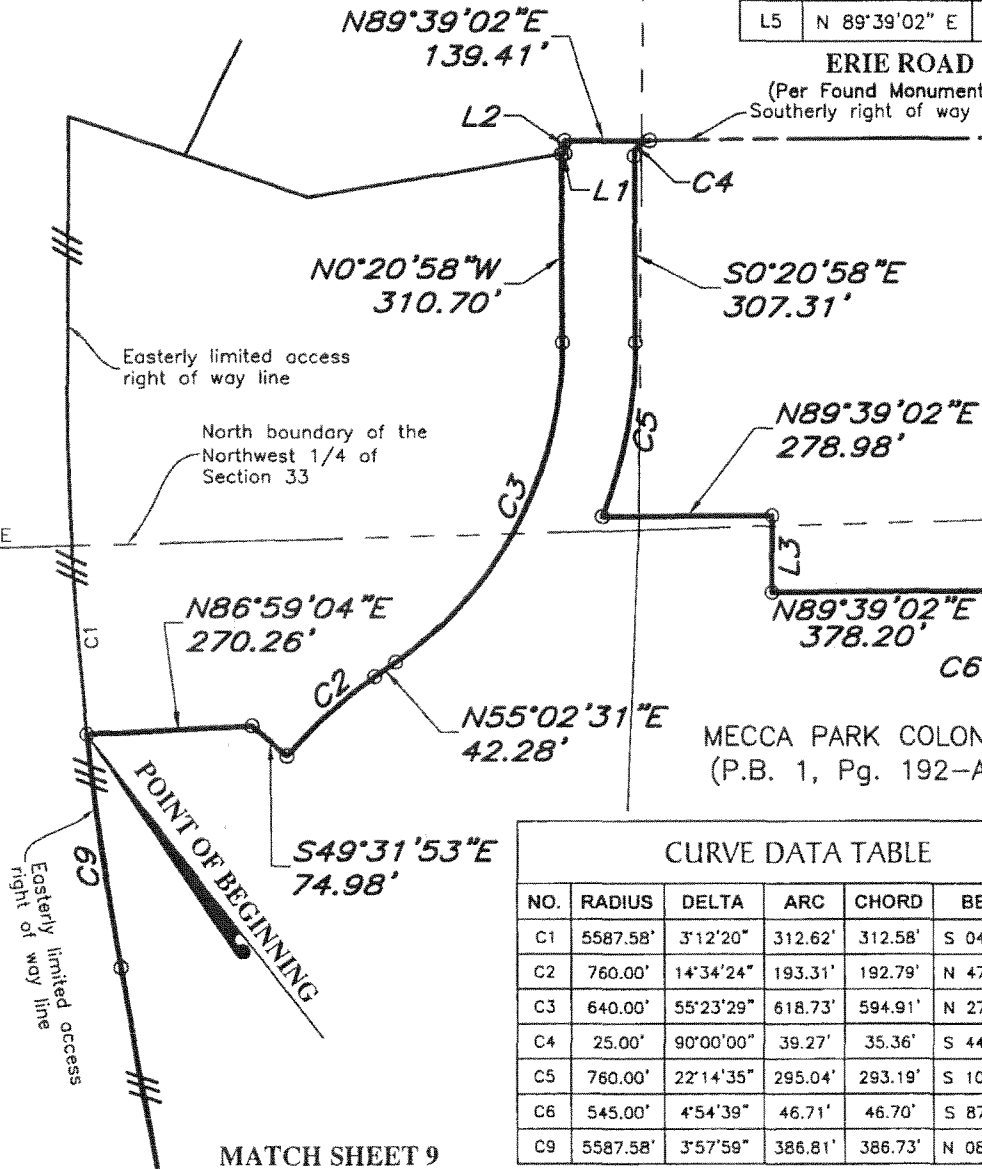 L5 N 89°39'02" E
ERIE ROAD
(Per Found Monument
Southerly right of way
N89°39'02"E
139.41'
L2
L1
C4
N0°20'58"W
310.70'
S0°20'58"E
307.31'
Easterly limited access
right of way line
North boundary of the
Northwest 1/4 of
Section 33
N89°39'02"E
278.98'
C5
C3
E
L3
N89°39'02"E
378.20'
C6
C1
N86°59'04"E
270.26'
C2
N55°02'31"E
42.28'
MECCA PARK COLON
(P.B. 1, Pg. 192-A
POINT OF BEGINNING
S49°31'53"E
74.98'
C9
Easterly limited access
right of way line
CURVE DATA TABLE
NO. RADIUS DELTA ARC CHORD BE
C1 5587.58' 3°12'20" 312.62' 312.58' S 04
C2 760.00' 14°34'24" 193.31' 192.79' N 47
C3 640.00' 55°23'29" 618.73' 594.91' N 27
C4 25.00' 90°00'00" 39.27' 35.36' S 44
C5 760.00' 22°14'35" 295.04' 293.19' S 10
C6 545.00' 4°54'39" 46.71' 46.70' S 87
C9 5587.58' 3°57'59" 386.81' 386.73' N 08
MATCH SHEET 9